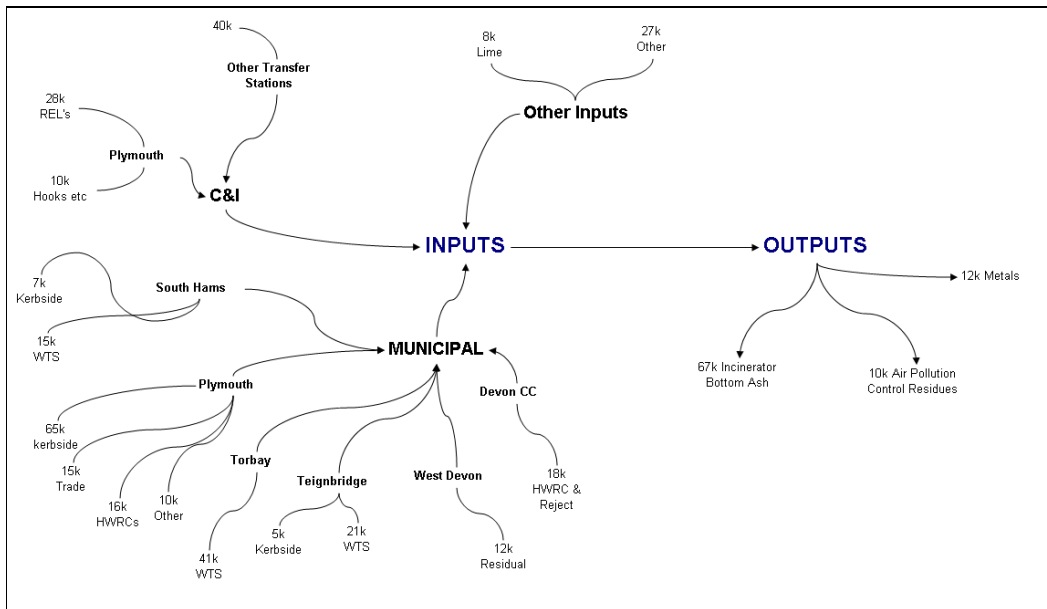 40k
Other Transfer
Stations
8k
Lime
27k
Other
Other Inputs
28k
REL's
Plymouth
10k
Hooks etc
C&I
INPUTS
OUTPUTS
7k
Kerbside
South Hams
15k
WTS
12k Metals
MUNICIPAL
67k Incinerator
Bottom Ash
10k Air Pollution
Control Residues
Plymouth
Devon CC
65k
kerbside
15k
Trade
16k
HWRCs
10k
Other
Torbay
41k
WTS
Teignbridge
5k
Kerbside
21k
WTS
West Devon
12k
Residual
18k
HWRC &
Reject